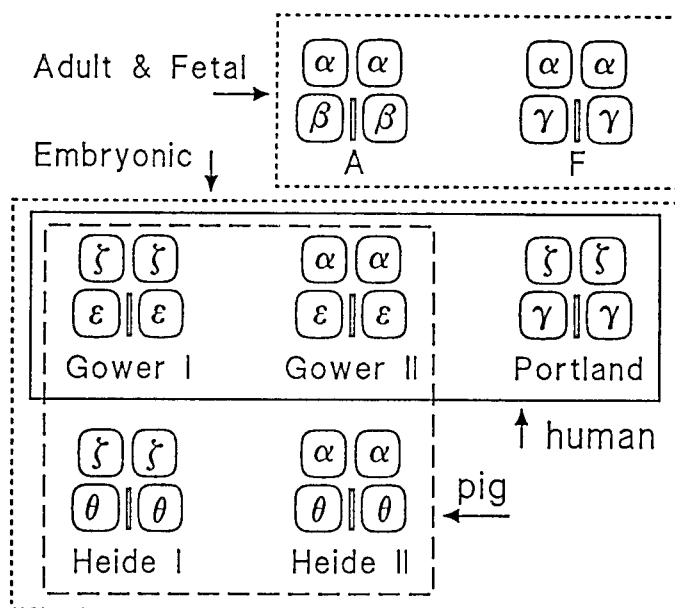 Adult & Fetal
α α α α
β β γ γ
A F
Embryonic
ζ ζ α α ζ ζ
ε ε ε ε γ γ
Gower I Gower II Portland
human
ζ ζ α α
θ θ θ θ
pig
Heide I Heide II